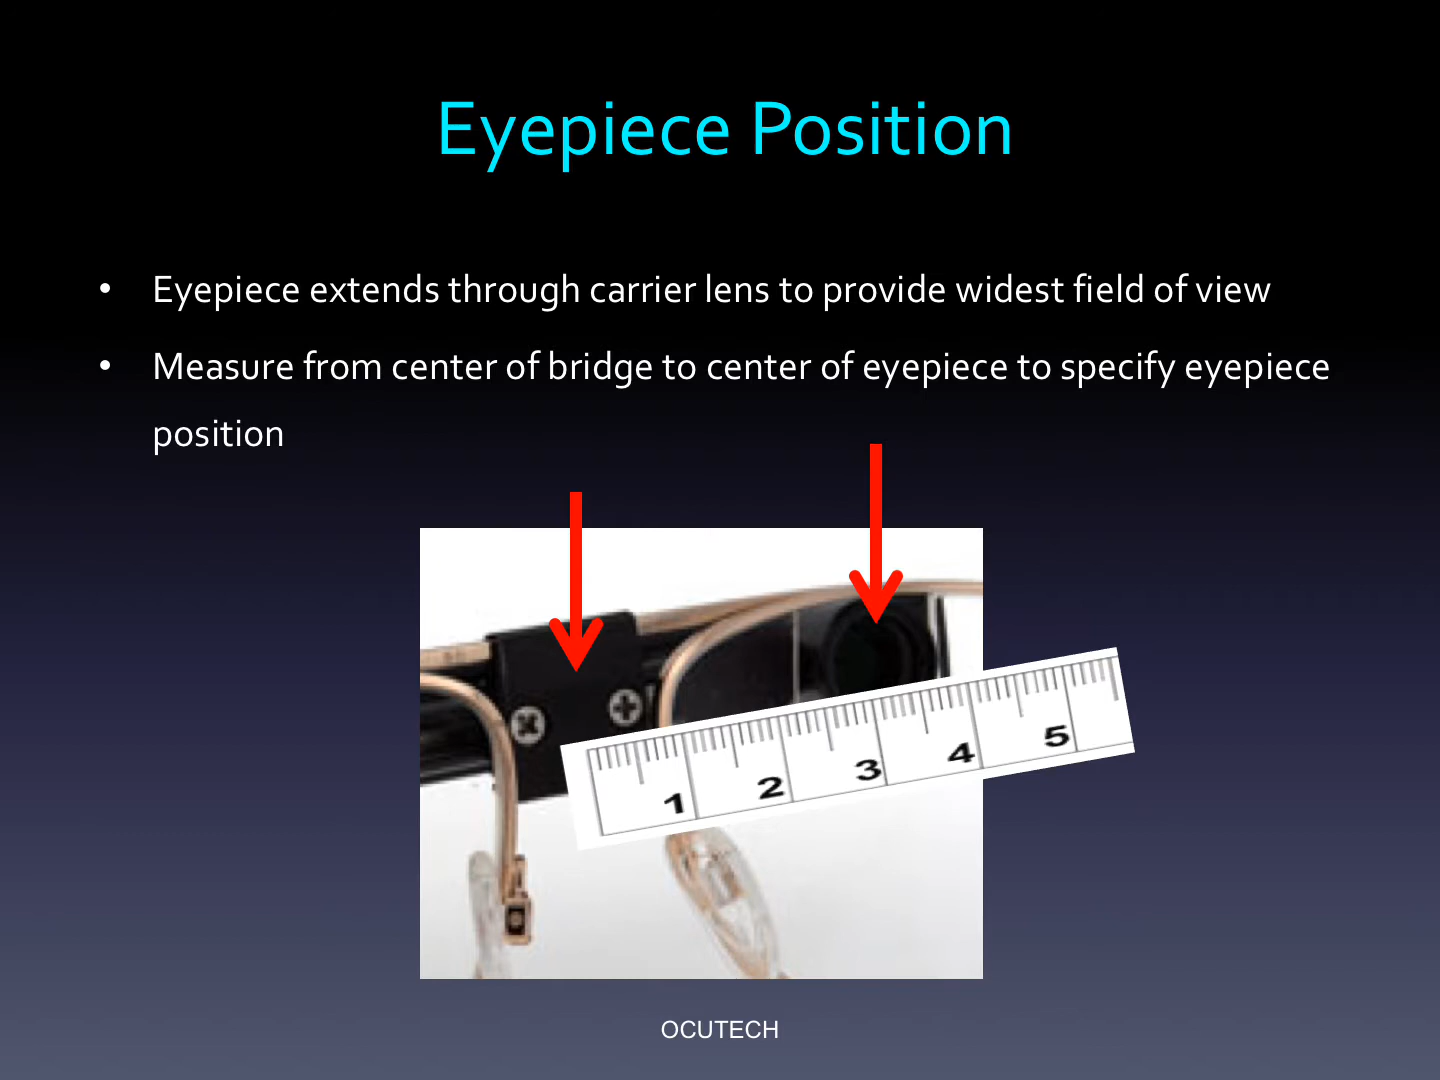 Eyepiece Position
• Eyepiece extends through carrier lens to provide widest field of view
• Measure from center of bridge to center of eyepiece to specify eyepiece
position
1 2 3 4 5
OCUTECH